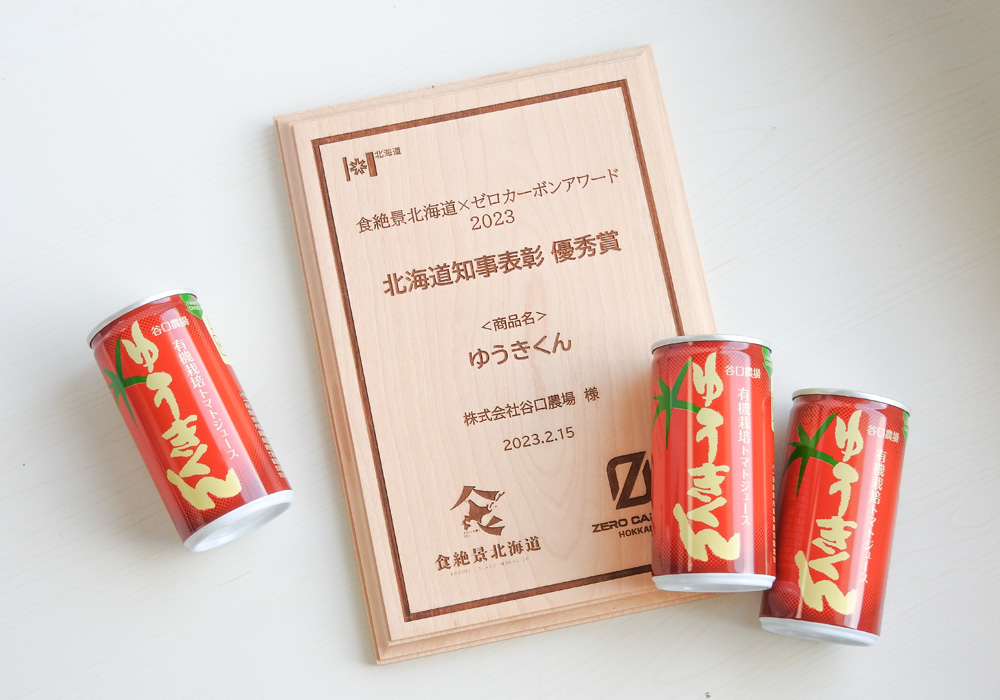 北海道
食絶景北海道×ゼロカーボンアワード
2023
北海道知事表彰 優秀賞
<商品名>
ゆうきくん
株式会社谷口農場 様
2023.2.15
食絶景北海道
ZERO CA
HOKKAI
谷口農場
有機栽培トマトジュース
ゆうきくん
谷口農場
有機栽培トマトジュース
ゆうきくん
谷口農場
有機栽培トマトジュース
ゆうきくん